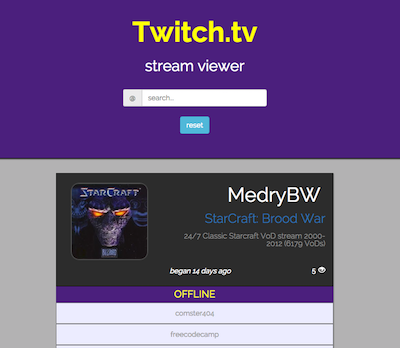 Twitch.tv
stream viewer
@ search...
reset
STARCRAFT
BLIZZARD
MedryBW
StarCraft: Brood War
24/7 Classic Starcraft VoD stream 2000-
2012 (6179 VoDs)
began 14 days ago
5
OFFLINE
comster404
freecodecamp